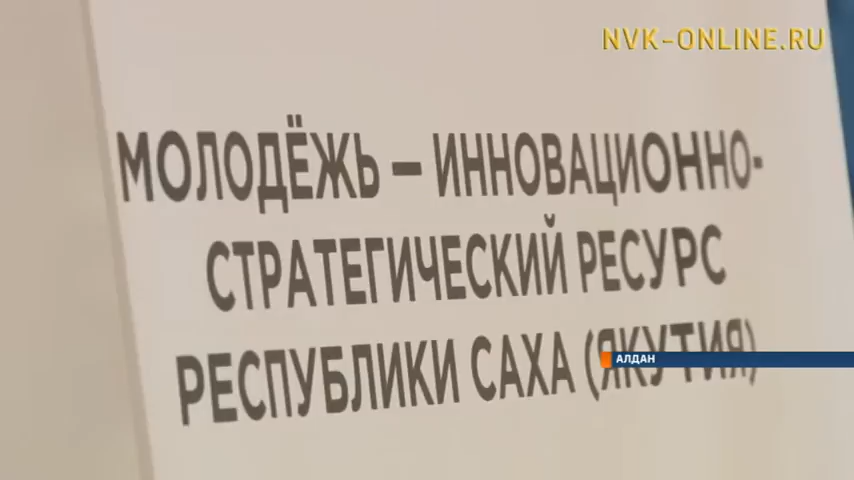 NVK-ONLINE.RU
МОЛОДЁЖЬ – ИННОВАЦИОННО-
СТРАТЕГИЧЕСКИЙ РЕСУРС
РЕСПУБЛИКИ САХА (ЯКУТИЯ)
АЛДАН